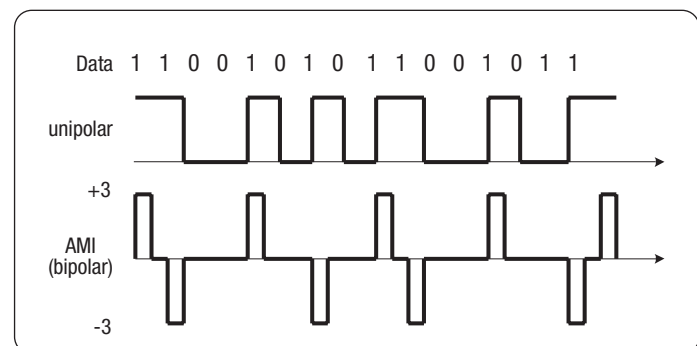 Data 1 1 0 0 1 0 1 0 1 1 0 0 1 0 1 1
unipolar
+3
AMI
(bipolar)
-3